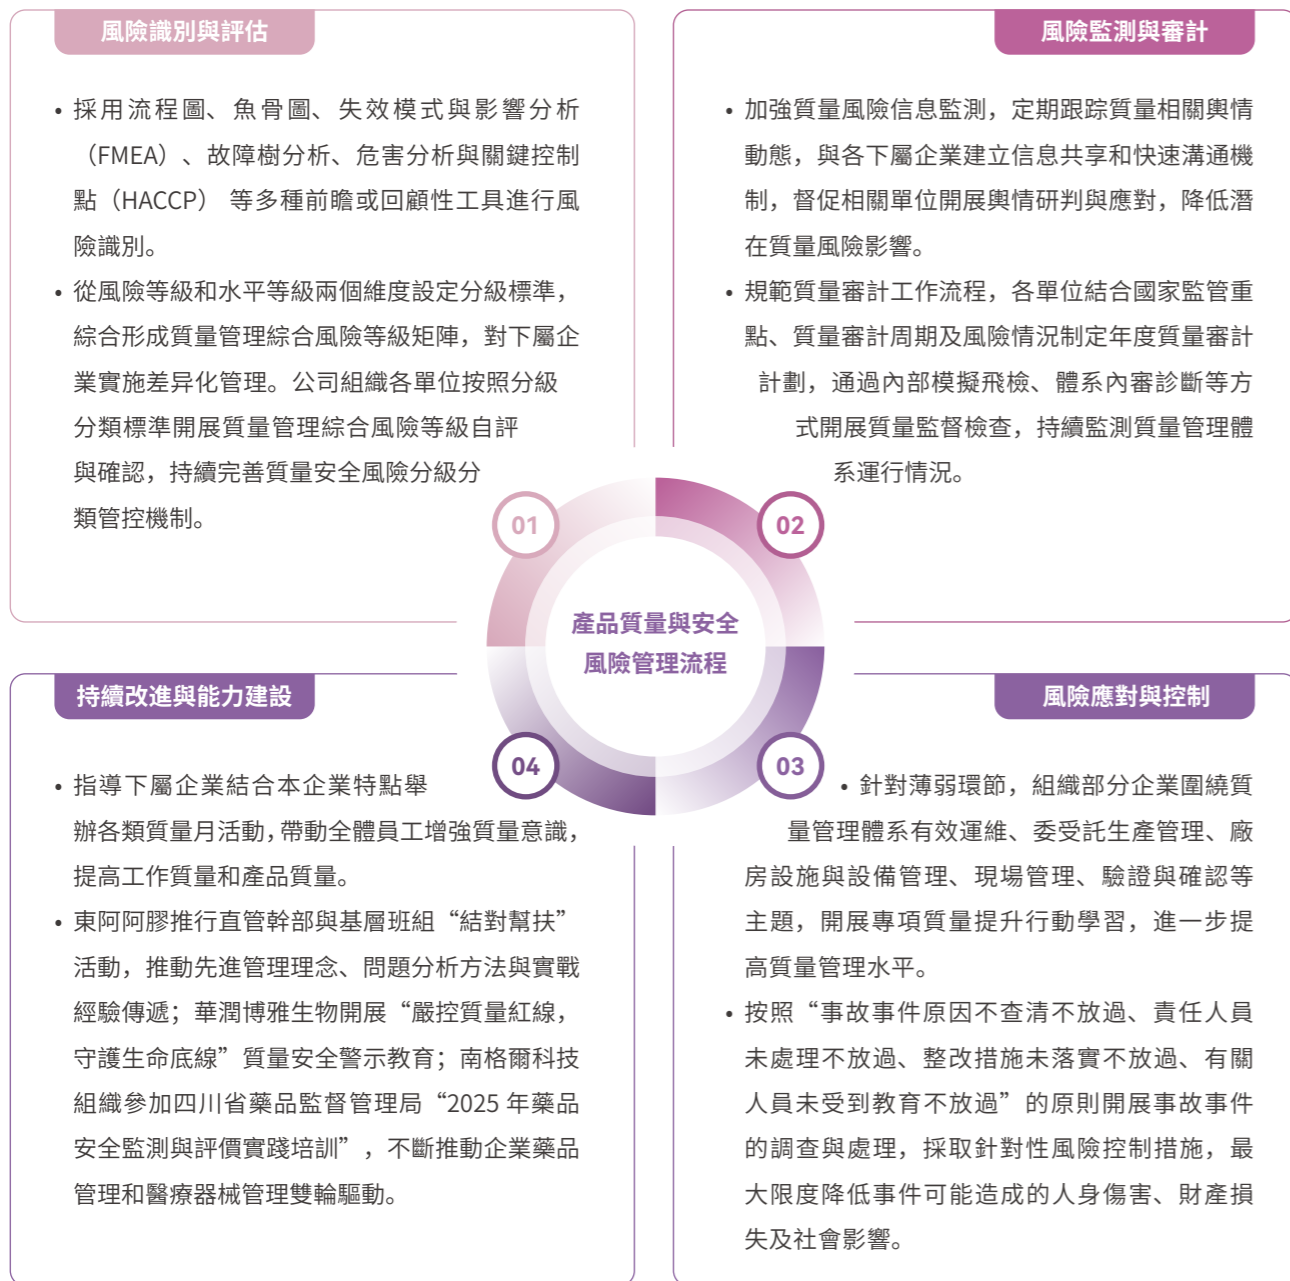 風險識別與評估
• 採用流程圖、魚骨圖、失效模式與影響分析
（FMEA）、故障樹分析、危害分析與關鍵控制
點（HACCP） 等多種前瞻或回顧性工具進行風
險識別。
• 從風險等級和水平等級兩個維度設定分級標準，
綜合形成質量管理綜合風險等級矩陣，對下屬企
業實施差异化管理。公司組織各單位按照分級
分類標準開展質量管理綜合風險等級自評
與確認，持續完善質量安全風險分級分
類管控機制。
01
風險監測與審計
• 加強質量風險信息監測，定期跟踪質量相關輿情
動態，與各下屬企業建立信息共享和快速溝通機
制，督促相關單位開展輿情研判與應對，降低潛
在質量風險影響。
• 規範質量審計工作流程，各單位結合國家監管重
點、質量審計周期及風險情況制定年度質量審計
計劃，通過內部模擬飛檢、體系內審診斷等方
式開展質量監督檢查，持續監測質量管理體
系運行情況。
02
產品質量與安全
風險管理流程
風險應對與控制
03
• 針對薄弱環節，組織部分企業圍繞質
量管理體系有效運維、委受託生產管理、廠
房設施與設備管理、現場管理、驗證與確認等
主題，開展專項質量提升行動學習，進一步提
高質量管理水平。
• 按照“事故事件原因不查清不放過、責任人員
未處理不放過、整改措施未落實不放過、有關
人員未受到教育不放過”的原則開展事故事件
的調查與處理，採取針對性風險控制措施，最
大限度降低事件可能造成的人身傷害、財產損
失及社會影響。
持續改進與能力建設
04
• 指導下屬企業結合本企業特點舉
辦各類質量月活動，帶動全體員工增強質量意識，
提高工作質量和產品質量。
• 東阿阿膠推行直管幹部與基層班組“結對幫扶”
活動，推動先進管理理念、問題分析方法與實戰
經驗傳遞；華潤博雅生物開展“嚴控質量紅線，
守護生命底線”質量安全警示教育；南格爾科技
組織參加四川省藥品監督管理局“2025 年藥品
安全監測與評價實踐培訓”，不斷推動企業藥品
管理和醫療器械管理雙輪驅動。